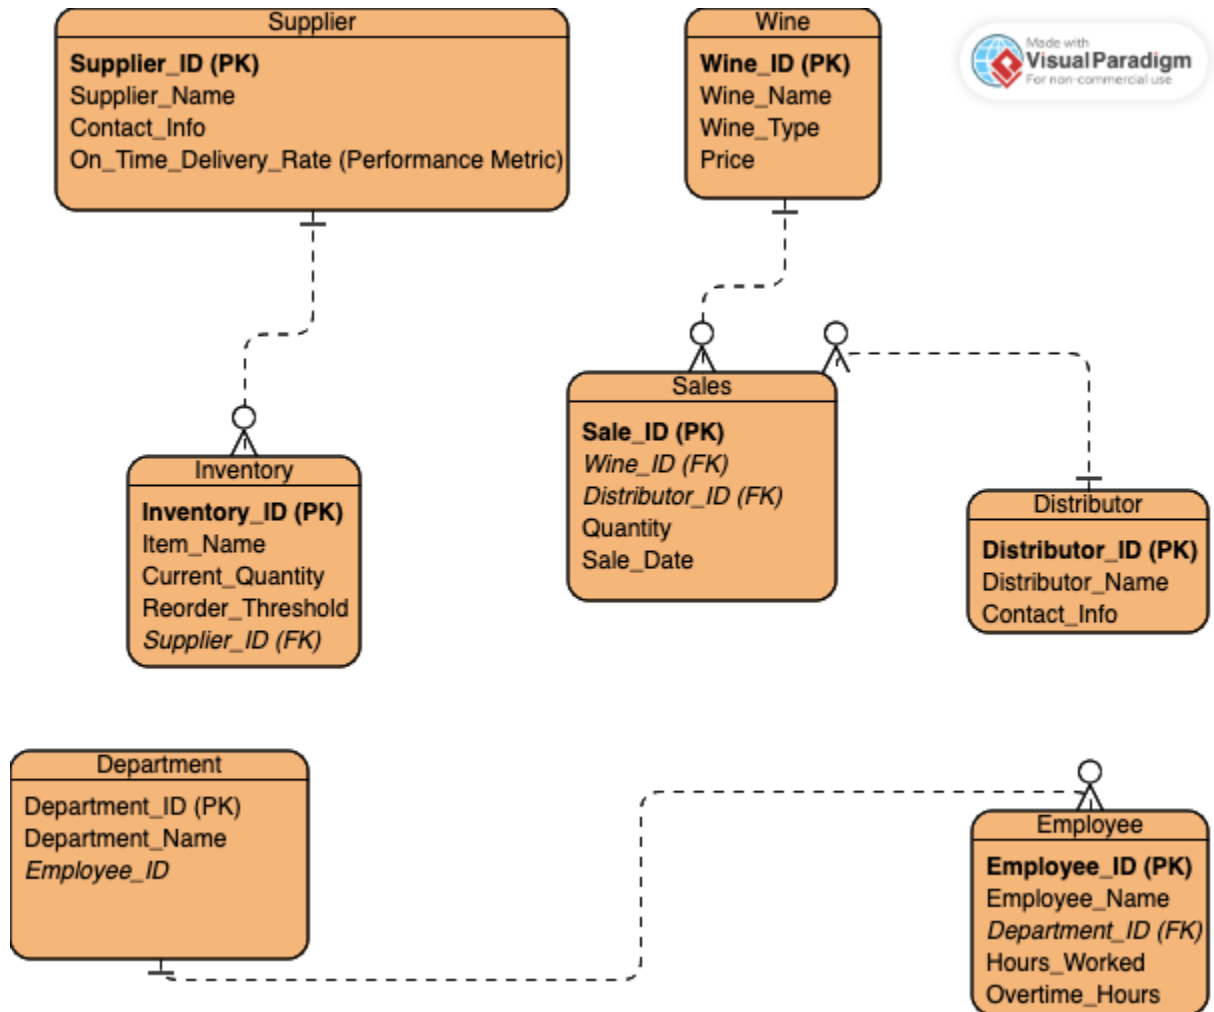 Supplier
Supplier_ID (PK)
Supplier_Name
Contact_Info
On_Time_Delivery_Rate (Performance Metric)
Wine
Wine_ID (PK)
Wine_Name
Wine_Type
Price
Made with
Visual Paradigm
For non-commercial use
Inventory
Inventory_ID (PK)
Item_Name
Current_Quantity
Reorder_Threshold
Supplier_ID (FK)
Sales
Sale_ID (PK)
Wine_ID (FK)
Distributor_ID (FK)
Quantity
Sale_Date
Distributor
Distributor_ID (PK)
Distributor_Name
Contact_Info
Department
Department_ID (PK)
Department_Name
Employee_ID
Employee
Employee_ID (PK)
Employee_Name
Department_ID (FK)
Hours_Worked
Overtime_Hours